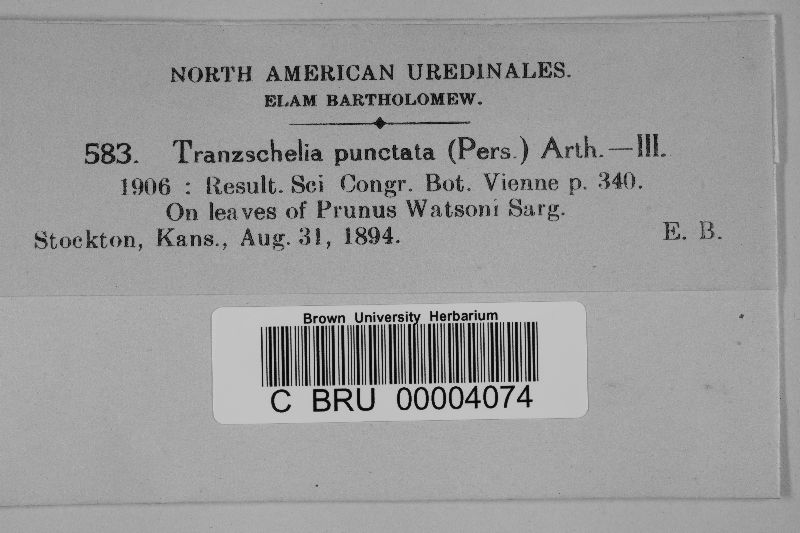 NORTH AMERICAN UREDINALES.
ELAM BARTHOLOMEW.
583. Tranzschelia punctata (Pers.) Arth.—III.
1906 : Result. Sci Congr. Bot. Vienne p. 340.
On leaves of Prunus Watsoni Sarg.
Stockton, Kans., Aug. 31, 1894. E. B.
Brown University Herbarium
C BRU 00004074